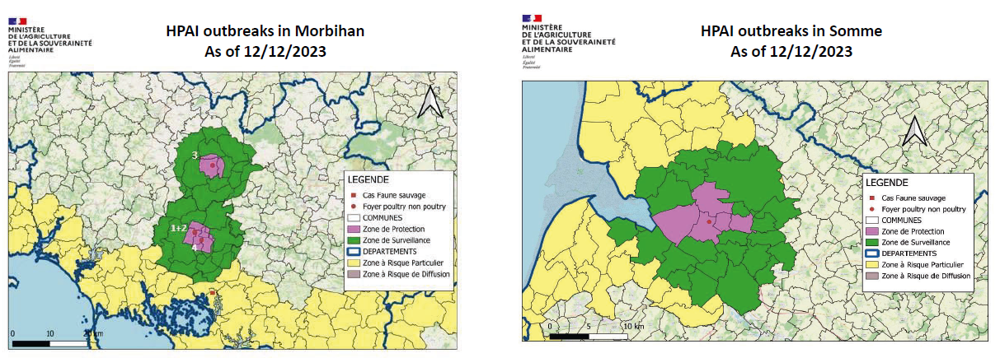 MINISTÈRE
DE L'AGRICULTURE
ET DE LA SOUVERAINETÉ
ALIMENTAIRE
Liberté
Égalité
Fraternité
HPAI outbreaks in Morbihan
As of 12/12/2023
3
1+2
4
LEGENDE
Cas Faune sauvage
Foyer poultry non poultry
COMMUNES
Zone de Protection
Zone de Surveillance
DEPARTEMENTS
Zone à Risque Particulier
Zone à Risque de Diffusion
0 10 20 km
MINISTÈRE
DE L'AGRICULTURE
ET DE LA SOUVERAINETÉ
ALIMENTAIRE
Liberté
Égalité
Fraternité
HPAI outbreaks in Somme
As of 12/12/2023
LEGENDE
Cas Faune sauvage
Foyer poultry non poultry
COMMUNES
Zone de Protection
Zone de Surveillance
DEPARTEMENTS
Zone à Risque Particulier
Zone à Risque de Diffusion
0 5 10 km